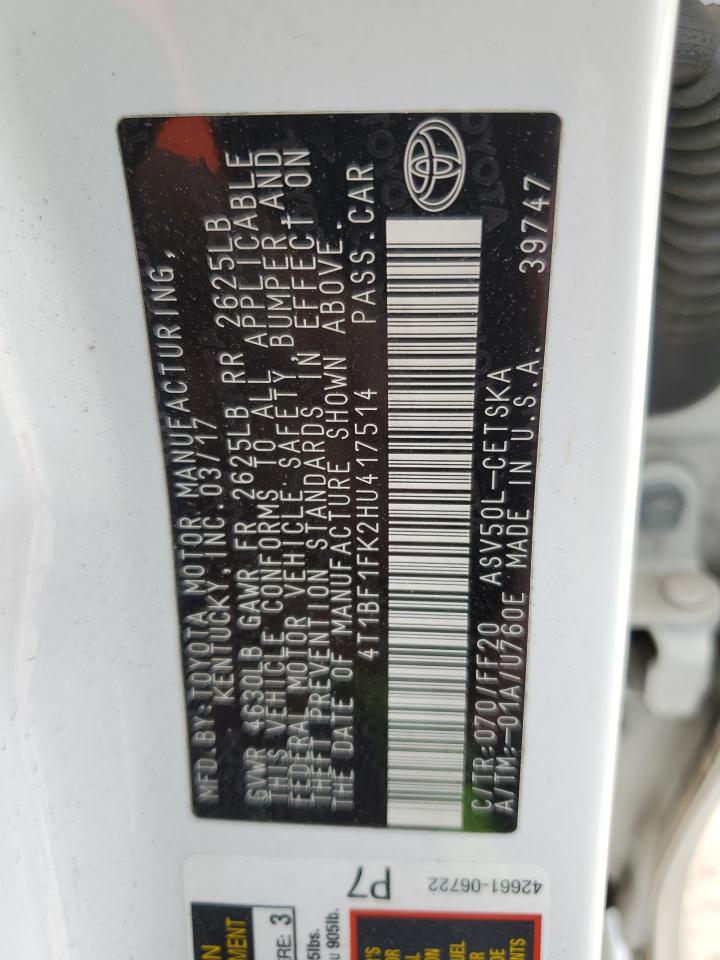 MFD.BY:TOYOTA MOTOR MANUFACTURING,
KENTUCKY, INC.03/17
GVWR 4630LB GAWR FR 2625LB RR 2625LB
THIS VEHICLE CONFORMS TO ALL APPLICABLE
FEDERAL MOTOR VEHICLE SAFETY, BUMPER AND
THEFT PREVENTION STANDARDS IN EFFECT ON
THE DATE OF MANUFACTURE SHOWN ABOVE.
4T1BF1FK2HU417514 PASS.CAR
C/TR:070/FF20 ASV50L-CETSKA 39747
A/TM:-01A/U760E MADE IN U.S.A.
TOYOTA
P7
42661-06722
3
905lb.